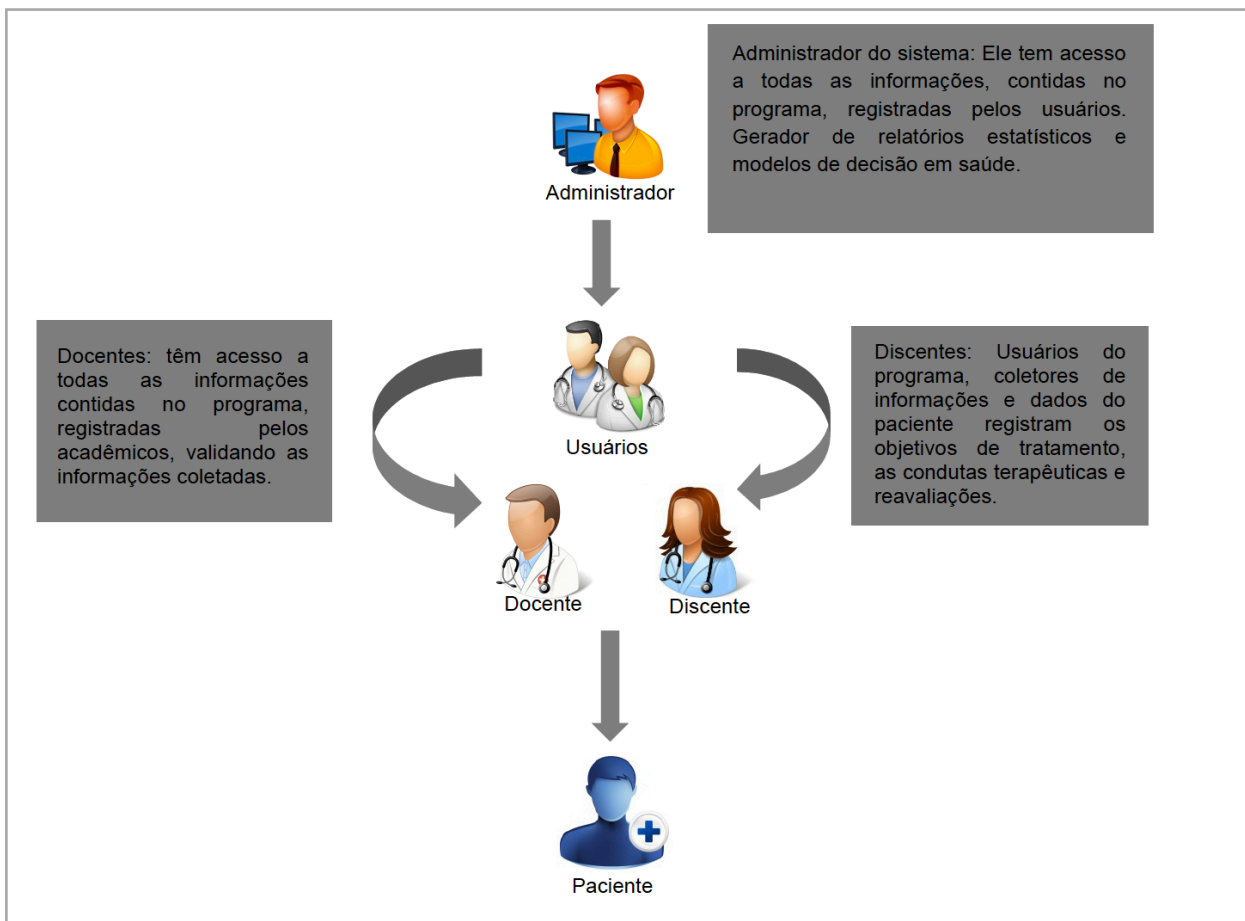 Administrador do sistema: Ele tem acesso
a todas as informações, contidas no
programa, registradas pelos usuários.
Gerador de relatórios estatísticos e
modelos de decisão em saúde.
Administrador
Docentes: têm acesso a
todas as informações
contidas no programa,
registradas pelos
acadêmicos, validando as
informações coletadas.
Usuários
Discentes: Usuários do
programa, coletores de
informações e dados do
paciente registram os
objetivos de tratamento,
as condutas terapêuticas e
reavaliações.
Docente
Discente
Paciente